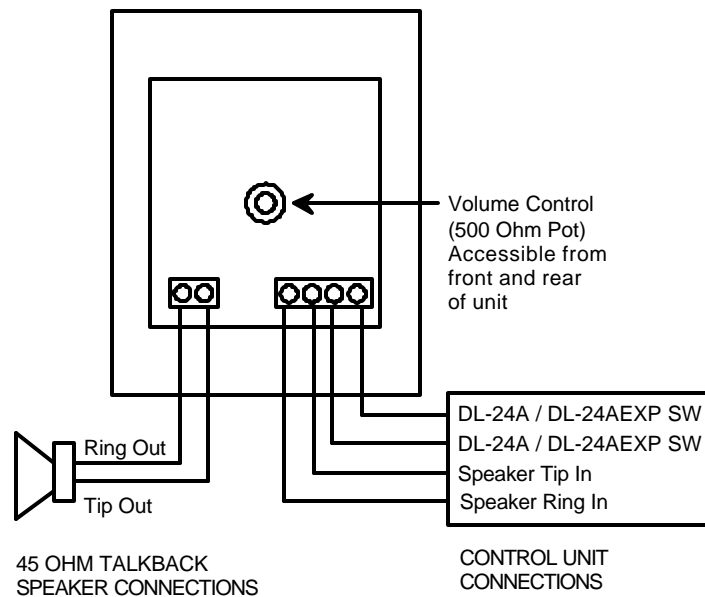 Volume Control
(500 Ohm Pot)
Accessible from
front and rear
of unit
DL-24A / DL-24AEXP SW
DL-24A / DL-24AEXP SW
Speaker Tip In
Speaker Ring In
Ring Out
Tip Out
45 OHM TALKBACK
SPEAKER CONNECTIONS
CONTROL UNIT
CONNECTIONS